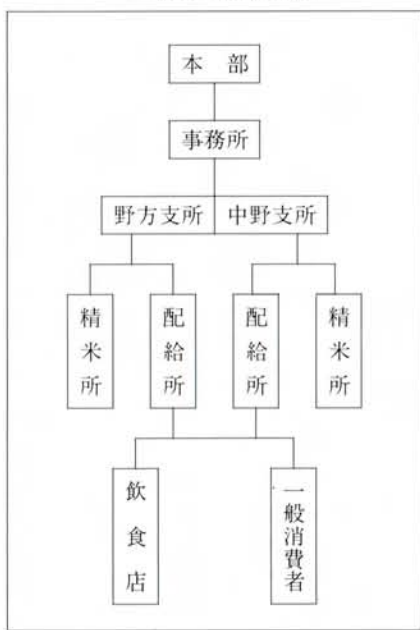 本部
事務所
野方支所
中野支所
精米所
配給所
配給所
精米所
飲食店
一般消費者